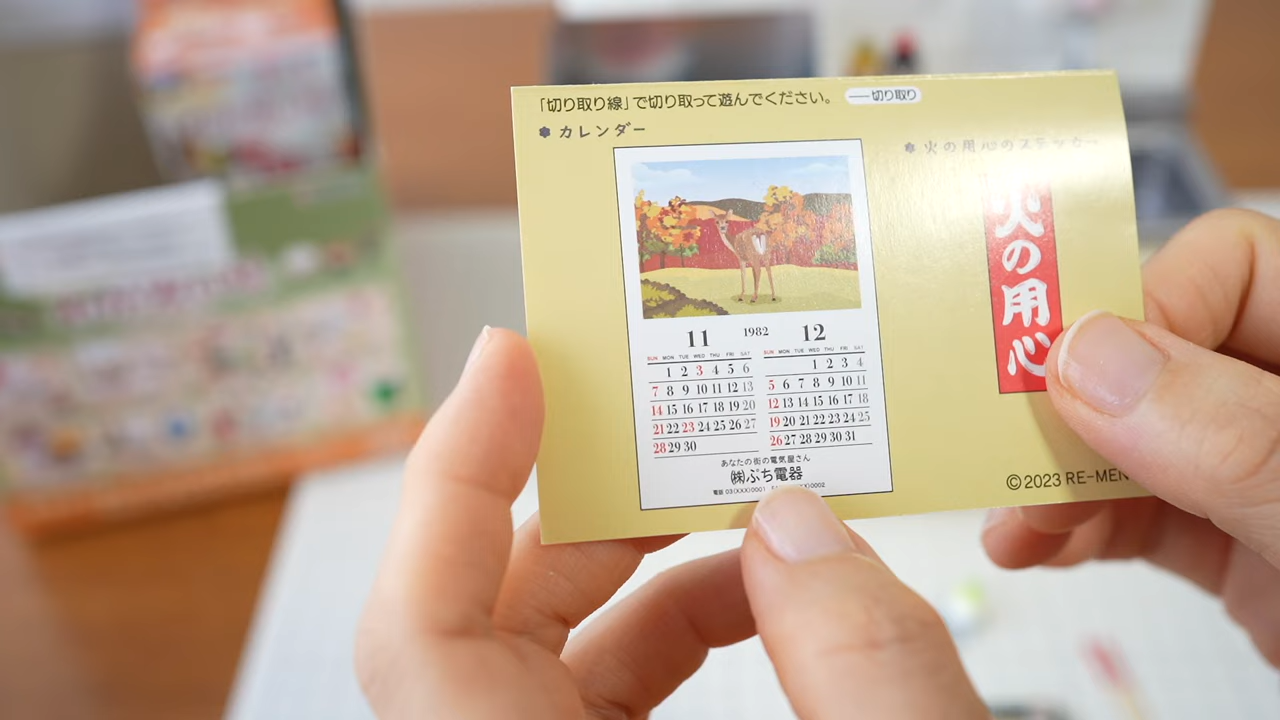 「切り取り線」で切り取って遊んでください。 ──切り取り
✽ カレンダー
✽ 火の用心のステッカー
火の用心
11 1982 12
SUN MON TUE WED THU FRI SAT SUN MON TUE WED THU FRI SAT
1 2 3 4 5 6 1 2 3 4
7 8 9 10 11 12 13 5 6 7 8 9 10 11
14 15 16 17 18 19 20 12 13 14 15 16 17 18
21 22 23 24 25 26 27 19 20 21 22 23 24 25
28 29 30 26 27 28 29 30 31
あなたの街の電気屋さん
㈱ぷち電器
電話 03(XXX)0001
0002
©2023 RE-MEN